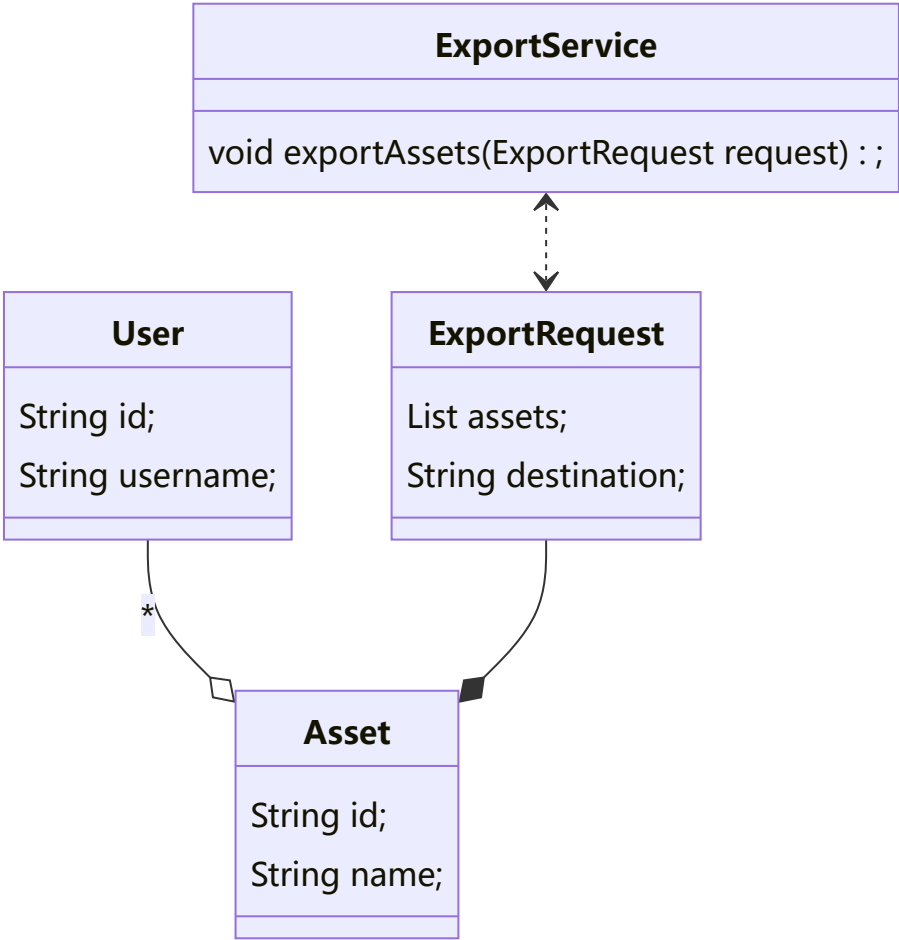 ExportService
void exportAssets(ExportRequest request) : ;
User
String id;
String username;
ExportRequest
List assets;
String destination;
*
Asset
String id;
String name;